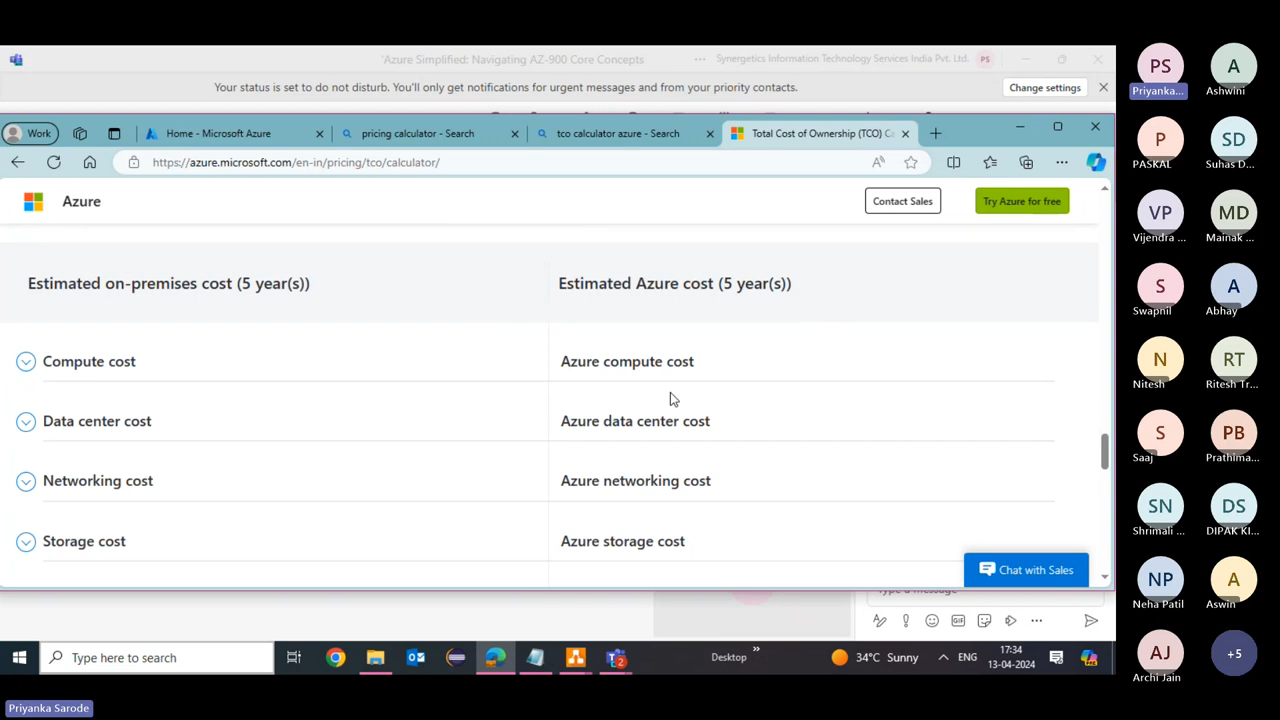 'Azure Simplified: Navigating AZ-900 Core Concepts
Synergetics Information Technology Services India Pvt. Ltd.
PS
Your status is set to do not disturb. You'll only get notifications for urgent messages and from your priority contacts.
Change settings
Work
Home - Microsoft Azure
pricing calculator - Search
tco calculator azure - Search
Total Cost of Ownership (TCO) C
https://azure.microsoft.com/en-in/pricing/tco/calculator/
Azure
Contact Sales
Try Azure for free
Estimated on-premises cost (5 year(s))
Estimated Azure cost (5 year(s))
Compute cost
Azure compute cost
Data center cost
Azure data center cost
Networking cost
Azure networking cost
Storage cost
Azure storage cost
Chat with Sales
Type a message
GIF
Type here to search
2
Desktop
34°C Sunny
ENG
17:34
13-04-2024
Priyanka Sarode
PS
Priyanka...
A
Ashwini
P
PASKAL
SD
Suhas D...
VP
Vijendra ...
MD
Mainak ...
S
Swapnil
A
Abhay
N
Nitesh
RT
Ritesh Tr...
S
Saaj
PB
Prathima...
SN
Shrimali ...
DS
DIPAK KI...
NP
Neha Patil
A
Aswin
AJ
Archi Jain
+5